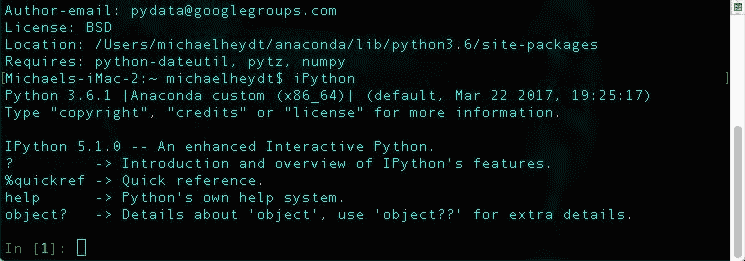 Author-email: pydata@googlegroups.com
License: BSD
Location: /Users/michaelheydt/anaconda/lib/python3.6/site-packages
Requires: python-dateutil, pytz, numpy
[Michaels-iMac-2:~ michaelheydt$ iPython ]
Python 3.6.1 |Anaconda custom (x86_64)| (default, Mar 22 2017, 19:25:17)
Type "copyright", "credits" or "license" for more information.
IPython 5.1.0 -- An enhanced Interactive Python.
?         -> Introduction and overview of IPython's features.
%quickref -> Quick reference.
help      -> Python's own help system.
object?   -> Details about 'object', use 'object??' for extra details.
In [1]: